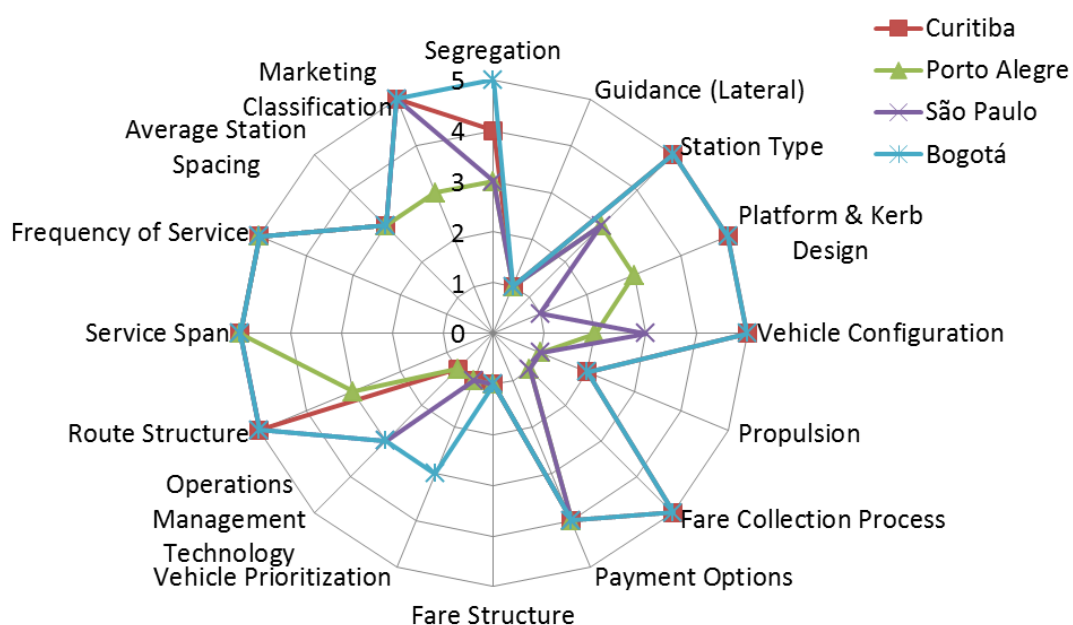 Segregation
Guidance (Lateral)
Station Type
Platform & Kerb
Design
Vehicle Configuration
Propulsion
Fare Collection Process
Payment Options
Fare Structure
Vehicle Prioritization
Operations
Management
Technology
Route Structure
Service Span
Frequency of Service
Average Station
Spacing
Marketing
Classification
5
4
3
2
1
0
Curitiba
Porto Alegre
São Paulo
Bogotá